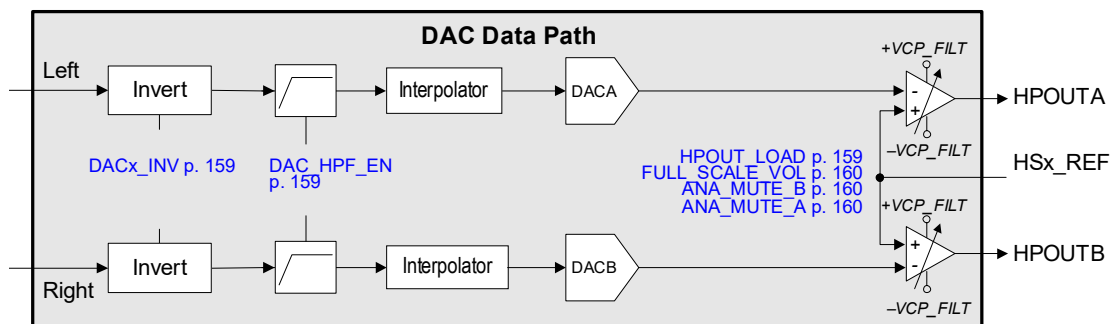 DAC Data Path
+VCP_FILT
Left
Invert
Interpolator
DACA
-
+
HPOUTA
–VCP_FILT
DACx_INV p. 159
DAC_HPF_EN
p. 159
HPOUT_LOAD p. 159
FULL_SCALE_VOL p. 160
ANA_MUTE_B p. 160
ANA_MUTE_A p. 160
HSx_REF
+VCP_FILT
Invert
Interpolator
DACB
+
-
HPOUTB
Right
–VCP_FILT